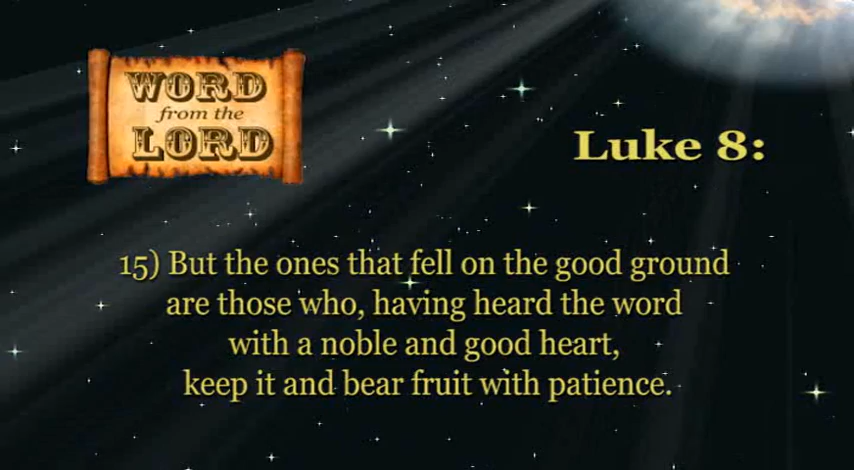 WORD
from the
LORD
Luke 8:
15) But the ones that fell on the good ground
are those who, having heard the word
with a noble and good heart,
keep it and bear fruit with patience.